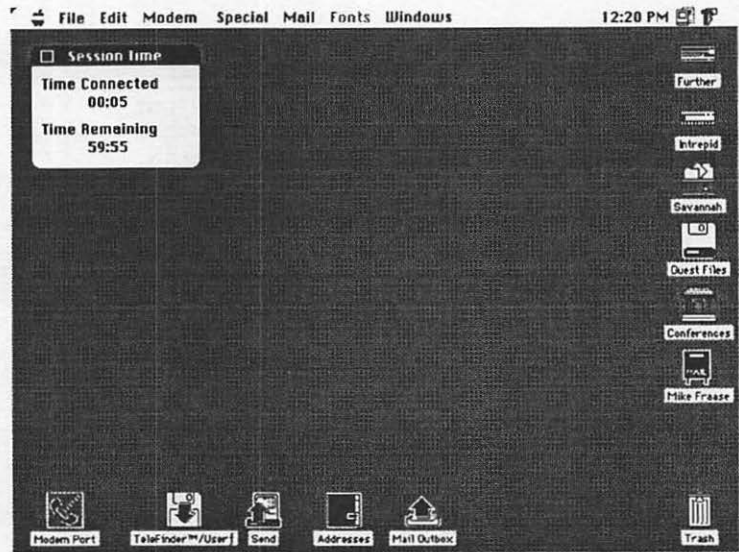 File Edit Modem Special Mail Fonts Windows 12:20 PM
Session Time
Time Connected
00:05
Time Remaining
59:55
Further
Intrepid
Savannah
Guest Files
Conferences
MAIL
Mike Fraase
Modem Port TeleFinder™/User f Send Addresses Mail Outbox Trash